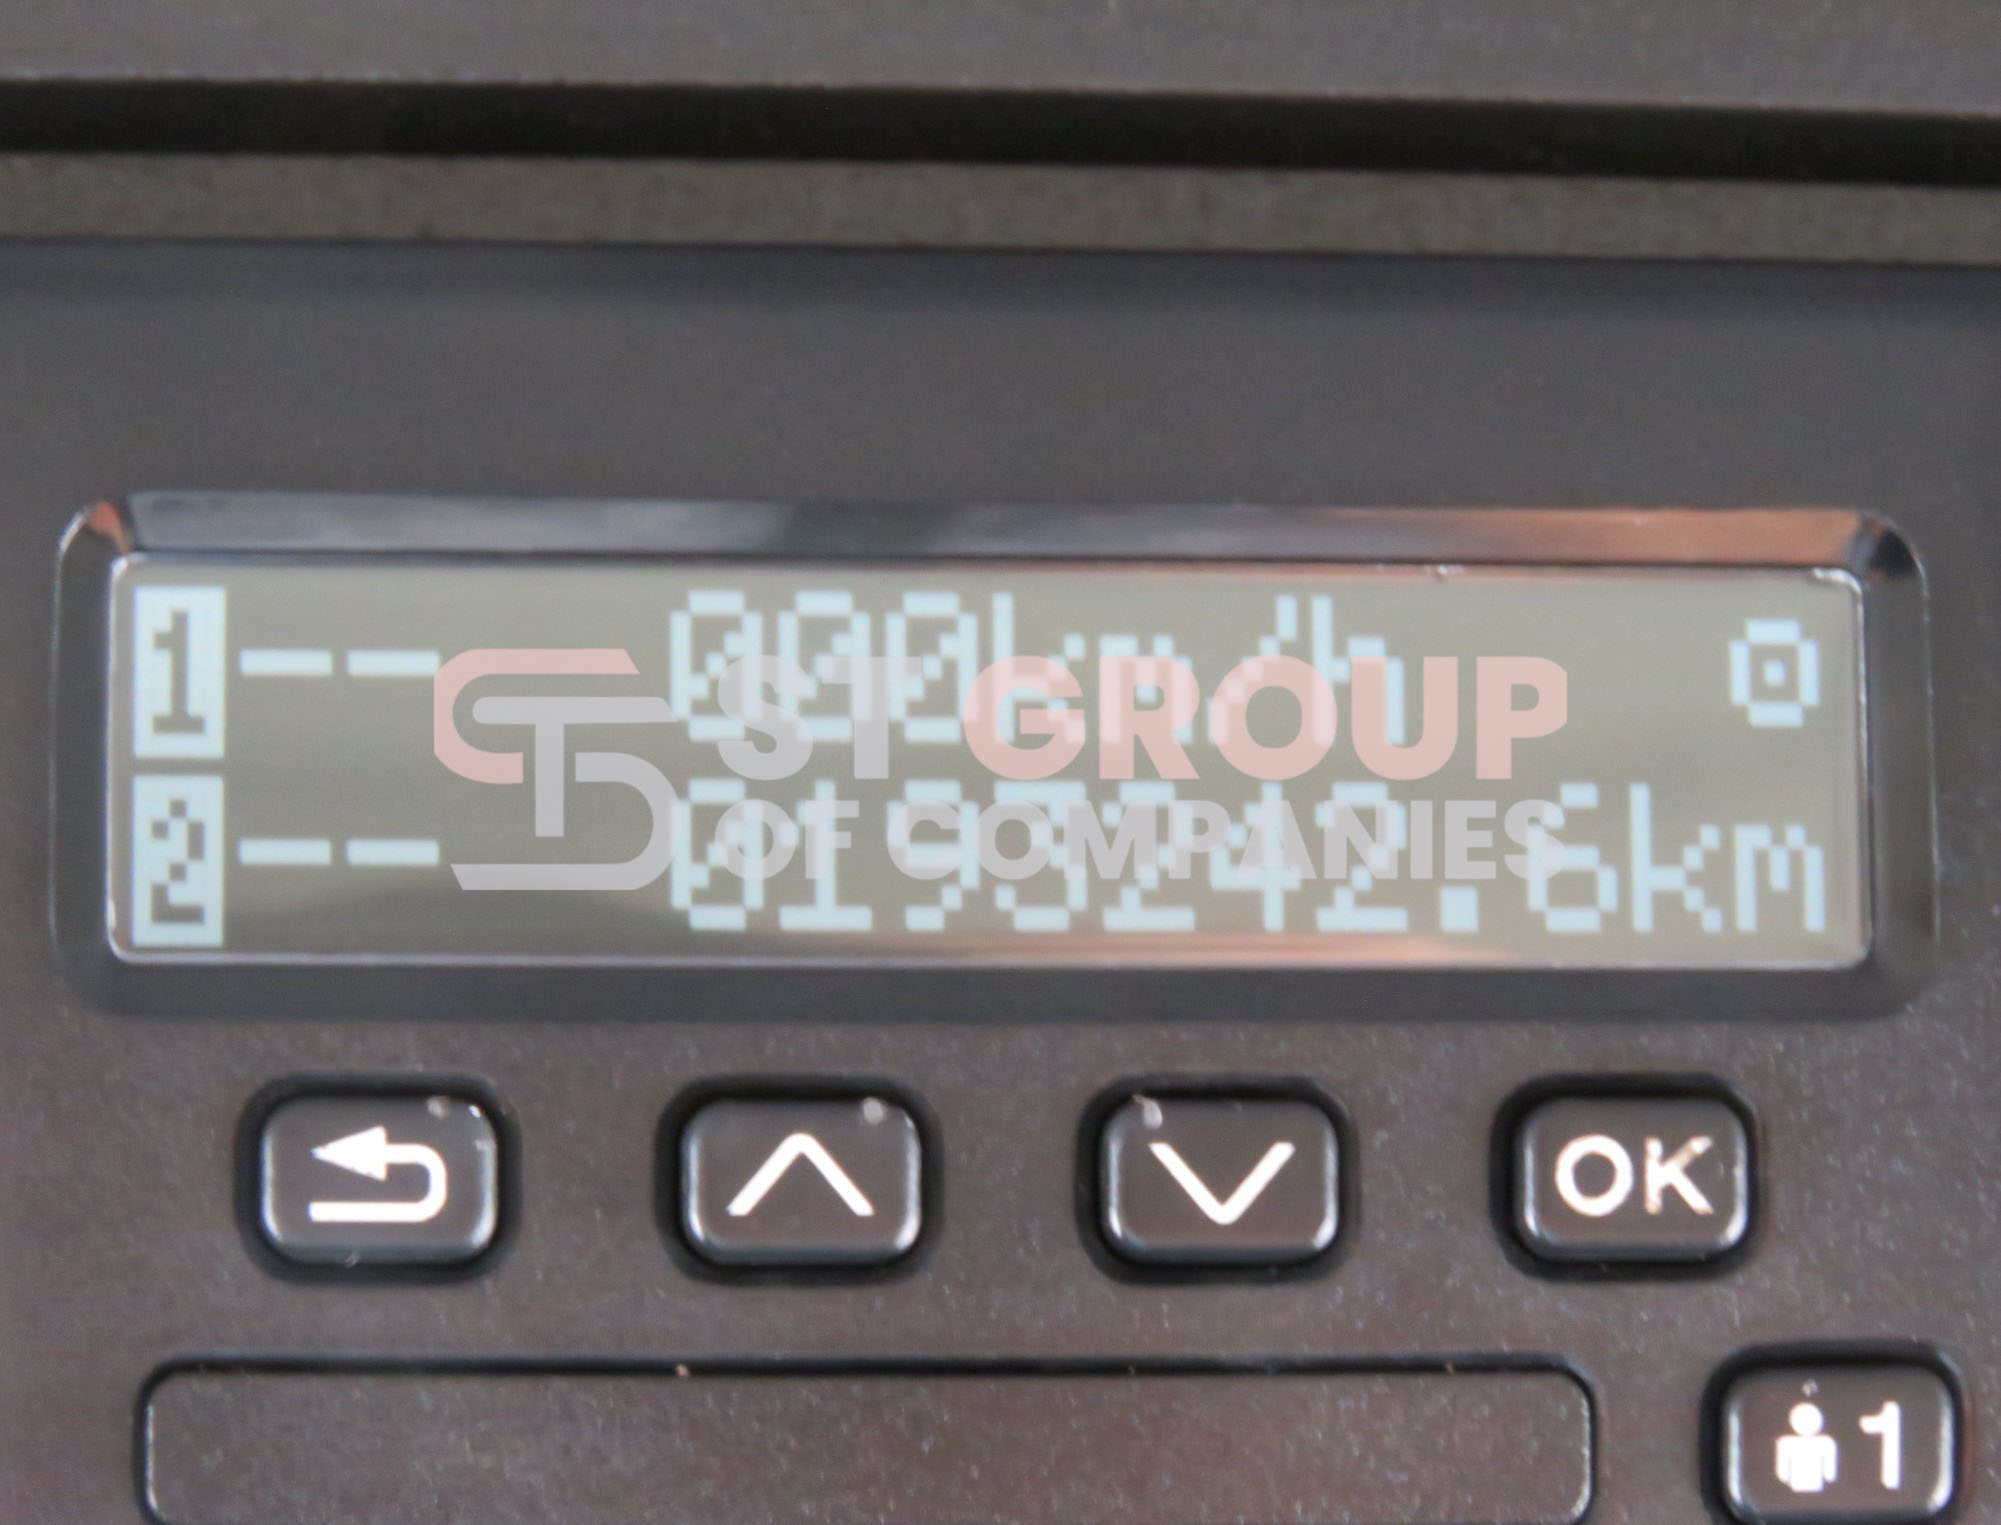 1 -- 000km/h
2 -- 0193242.6km
ST GROUP
OF COMPANIES
OK
1